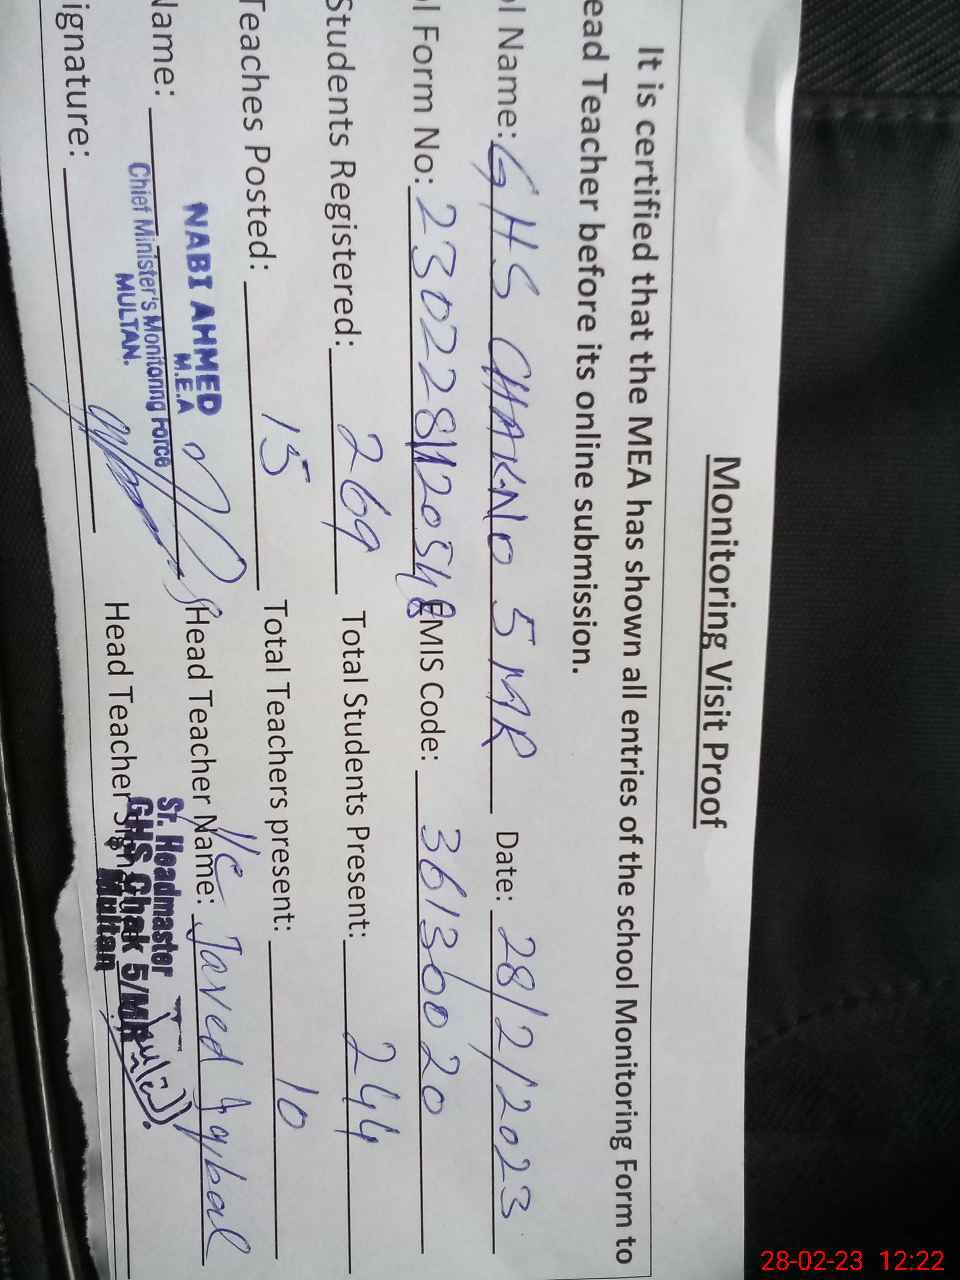 Monitoring Visit Proof
It is certified that the MEA has shown all entries of the school Monitoring Form to
ead Teacher before its online submission.
l Name: GHS CHAK NO 5 MR Date: 28/2/2023
l Form No: EMIS Code: 36130020
Students Registered: 269 Total Students Present: 244
Teaches Posted: 15 Total Teachers present: 10
Name: NABI AHMED Head Teacher Name: I/C Javed Iqbal
M.E.A
Chief Minister's Monitoring Force
MULTAN.
ignature: Head Teacher
Sr. Headmaster
GHS Chak 5/MR
Multan
28-02-23 12:22